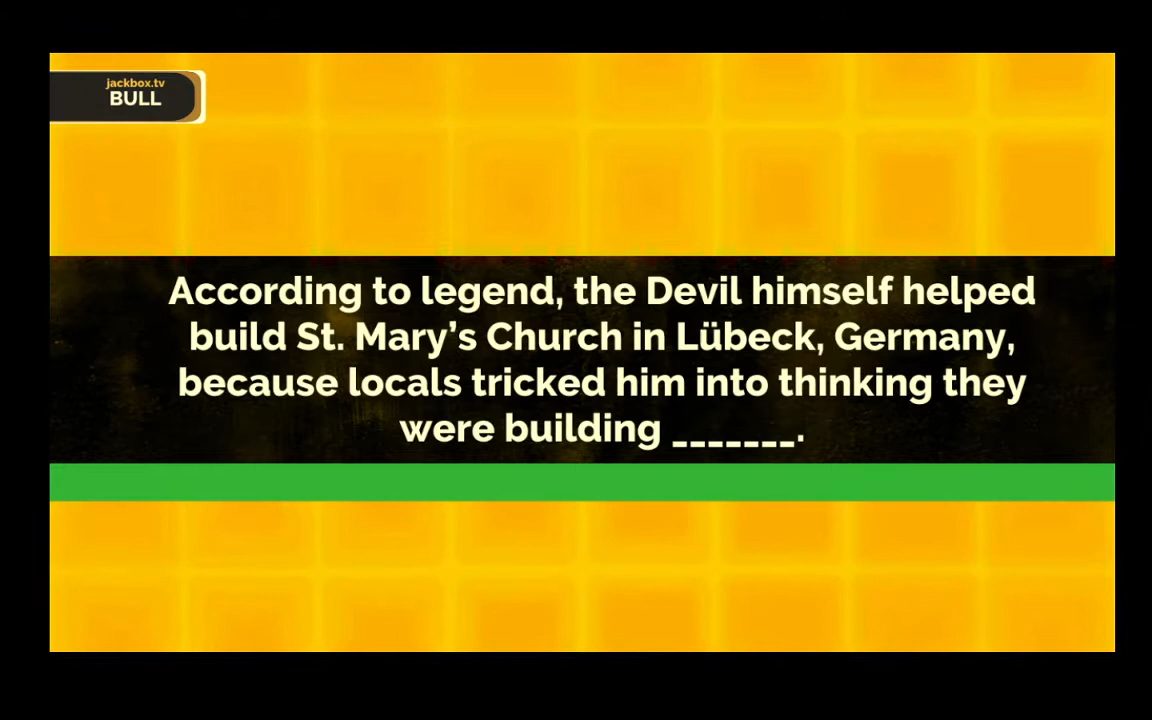 jackbox.tv
BULL
According to legend, the Devil himself helped
build St. Mary’s Church in Lübeck, Germany,
because locals tricked him into thinking they
were building _______.